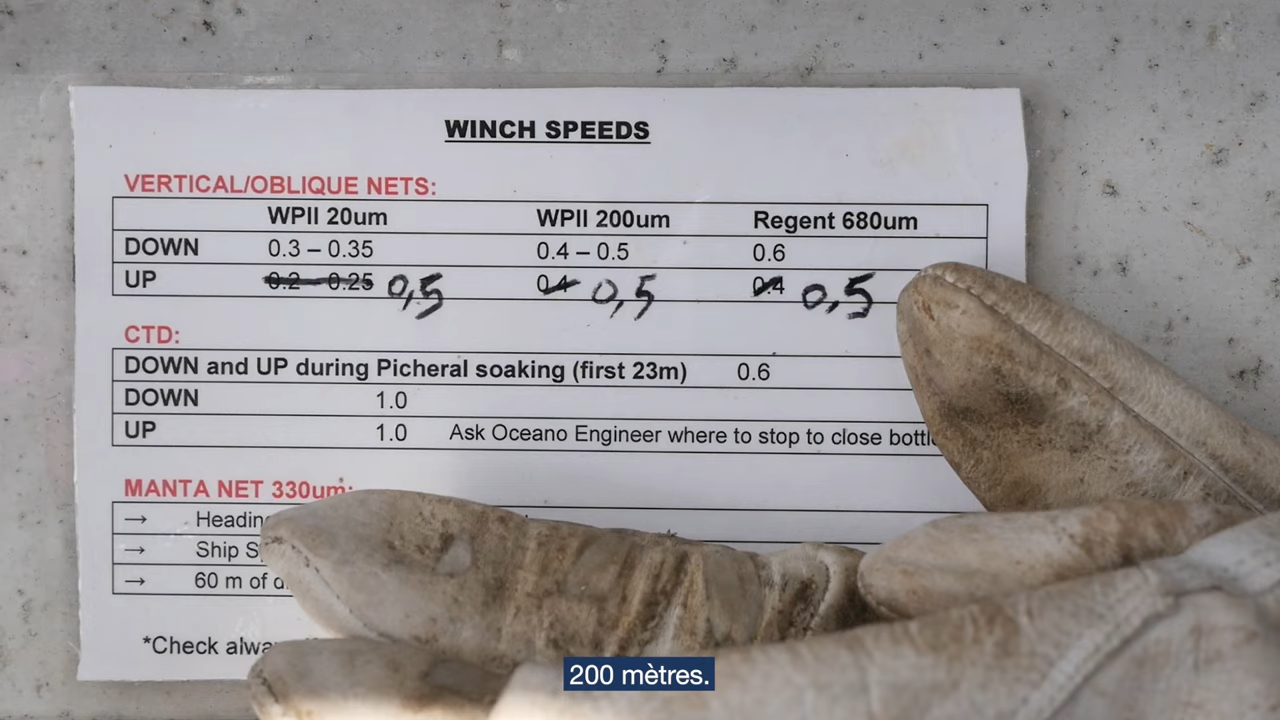 WINCH SPEEDS
VERTICAL/OBLIQUE NETS:
WPII 20um WPII 200um Regent 680um
DOWN 0.3 – 0.35 0.4 – 0.5 0.6
UP 0.2 – 0.25 0,5 0.4 0,5 0.4 0,5
CTD:
DOWN and UP during Picheral soaking (first 23m) 0.6
DOWN 1.0
UP 1.0 Ask Oceano Engineer where to stop to close
MANTA NET 330um:
→
→ Ship
→ 60 m of
*Check
200 mètres.